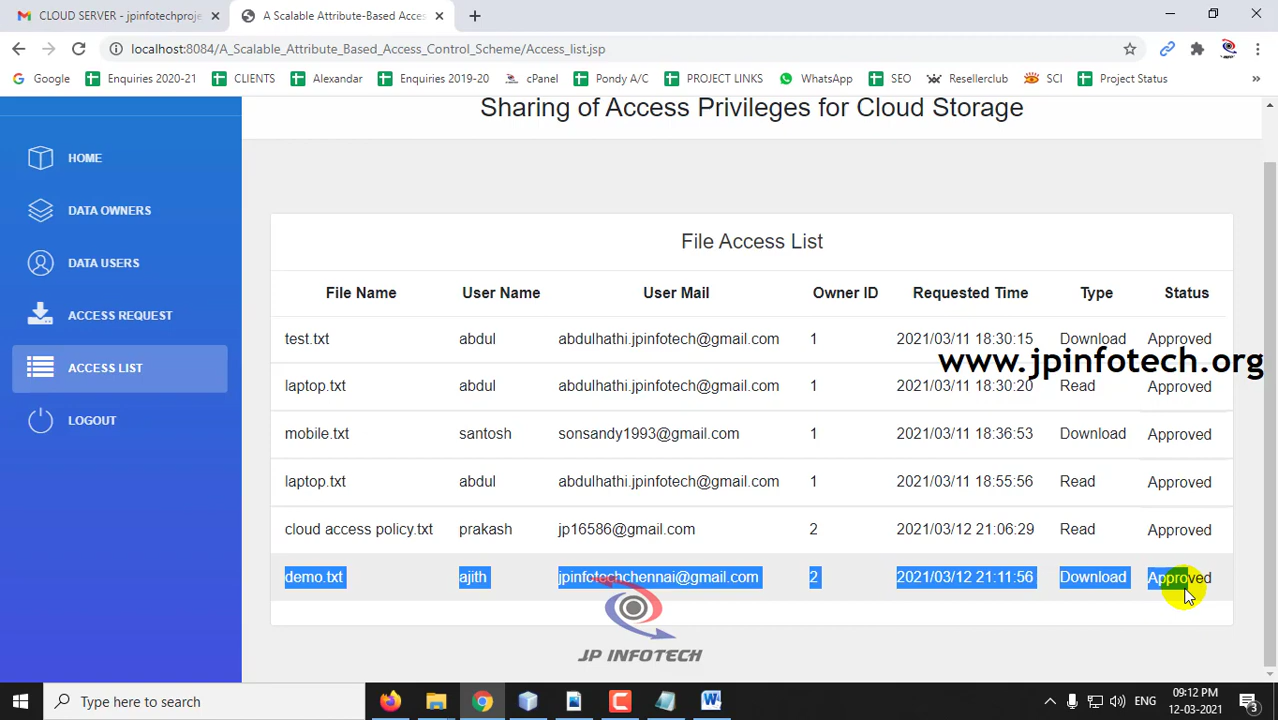 CLOUD SERVER - jpinfotechproje
A Scalable Attribute-Based Acces
localhost:8084/A_Scalable_Attribute_Based_Access_Control_Scheme/Access_list.jsp
Google Enquiries 2020-21 CLIENTS Alexandar Enquiries 2019-20 cPanel Pondy A/C PROJECT LINKS WhatsApp SEO Resellerclub SCI Project Status »
Sharing of Access Privileges for Cloud Storage
HOME
DATA OWNERS
DATA USERS
ACCESS REQUEST
ACCESS LIST
LOGOUT
File Access List
File Name User Name User Mail Owner ID Requested Time Type Status
test.txt abdul abdulhathi.jpinfotech@gmail.com 1 2021/03/11 18:30:15 Download Approved
www.jpinfotech.org
laptop.txt abdul abdulhathi.jpinfotech@gmail.com 1 2021/03/11 18:30:20 Read Approved
mobile.txt santosh sonsandy1993@gmail.com 1 2021/03/11 18:36:53 Download Approved
laptop.txt abdul abdulhathi.jpinfotech@gmail.com 1 2021/03/11 18:55:56 Read Approved
cloud access policy.txt prakash jp16586@gmail.com 2 2021/03/12 21:06:29 Read Approved
demo.txt ajith jpinfotechchennai@gmail.com 2 2021/03/12 21:11:56 Download Approved
JP INFOTECH
Type here to search
ENG
09:12 PM
12-03-2021
3